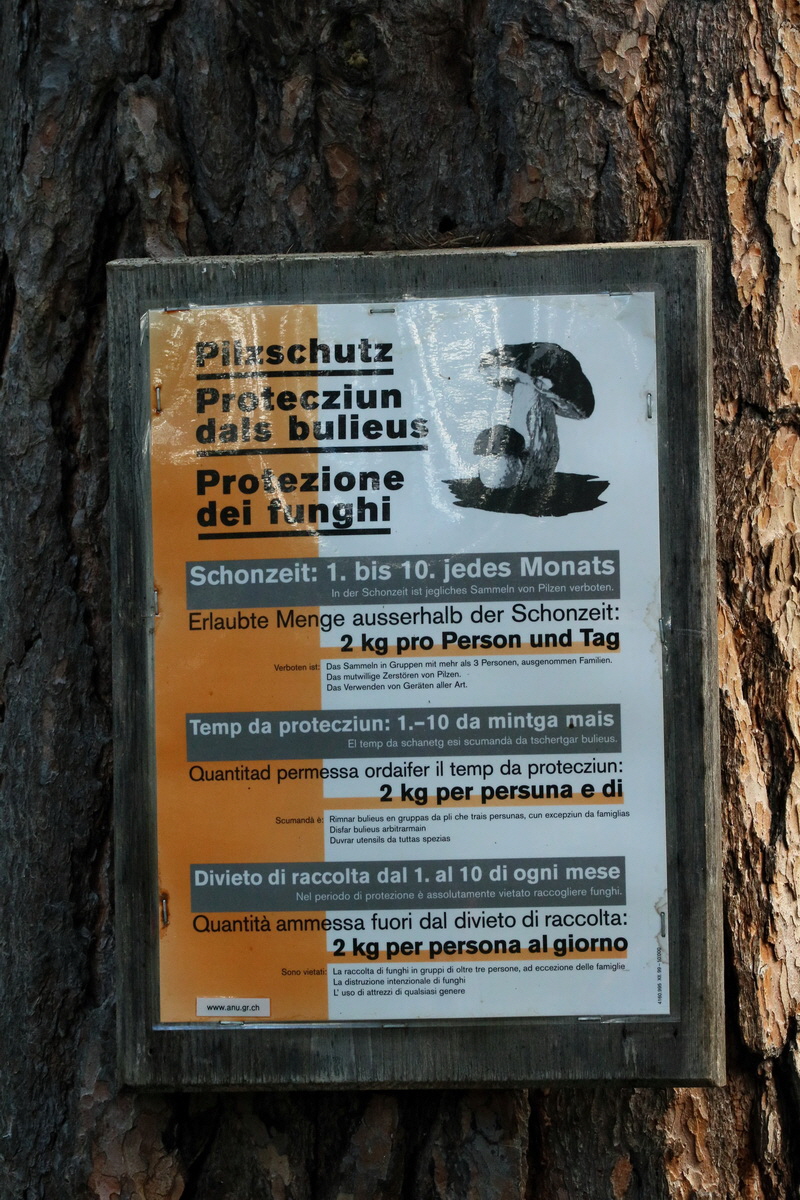 Pilzschutz
Protecziun
dals bulieus
Protezione
dei funghi
Schonzeit: 1. bis 10. jedes Monats
In der Schonzeit ist jegliches Sammeln von Pilzen verboten.
Erlaubte Menge ausserhalb der Schonzeit:
2 kg pro Person und Tag
Verboten ist: Das Sammeln in Gruppen mit mehr als 3 Personen, ausgenommen Familien.
Das mutwillige Zerstören von Pilzen.
Das Verwenden von Geräten aller Art.
Temp da protecziun: 1.–10 da mintga mais
El temp da schanetg esi scumandà da tschertgar bulieus.
Quantitad permessa ordaifer il temp da protecziun:
2 kg per persuna e di
Scumandà è: Rimnar bulieus en gruppas da pli che trais persunas, cun excepziun da famiglias
Disfar bulieus arbitrarmain
Duvrar utensils da tuttas spezias
Divieto di raccolta dal 1. al 10 di ogni mese
Nel periodo di protezione è assolutamente vietato raccogliere funghi.
Quantità ammessa fuori dal divieto di raccolta:
2 kg per persona al giorno
Sono vietati: La raccolta di funghi in gruppi di oltre tre persone, ad eccezione delle famiglie
La distruzione intenzionale di funghi
L' uso di attrezzi di qualsiasi genere
www.anu.gr.ch